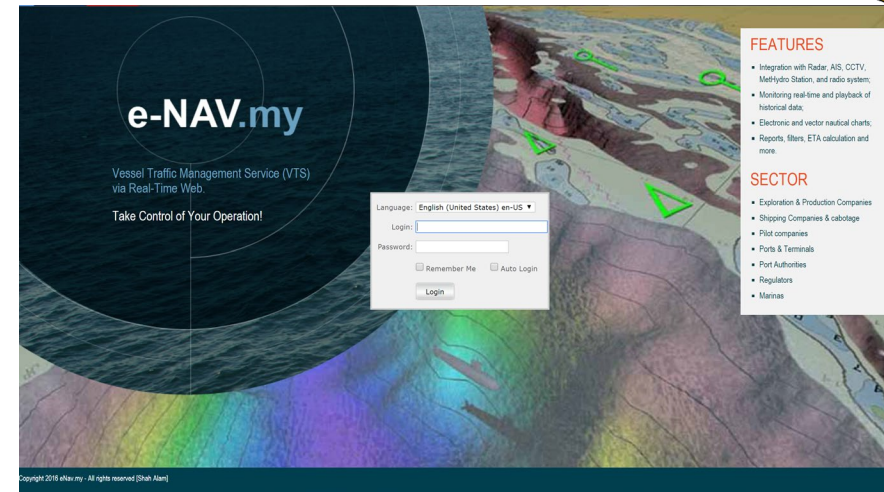 e-NAV.my
Vessel Traffic Management Service (VTS)
via Real-Time Web.
Take Control of Your Operation!
Language: English (United States) en-US ▼
Login:
Password:
Remember Me Auto Login
Login
FEATURES
▪ Integration with Radar, AIS, CCTV,
MetHydro Station, and radio system;
▪ Monitoring real-time and playback of
historical data;
▪ Electronic and vector nautical charts;
▪ Reports, filters, ETA calculation and
more.
SECTOR
▪ Exploration & Production Companies
▪ Shipping Companies & cabotage
▪ Pilot companies
▪ Ports & Terminals
▪ Port Authorities
▪ Regulators
▪ Marinas
Copyright 2016 eNav.my - All rights reserved [Shah Alam]